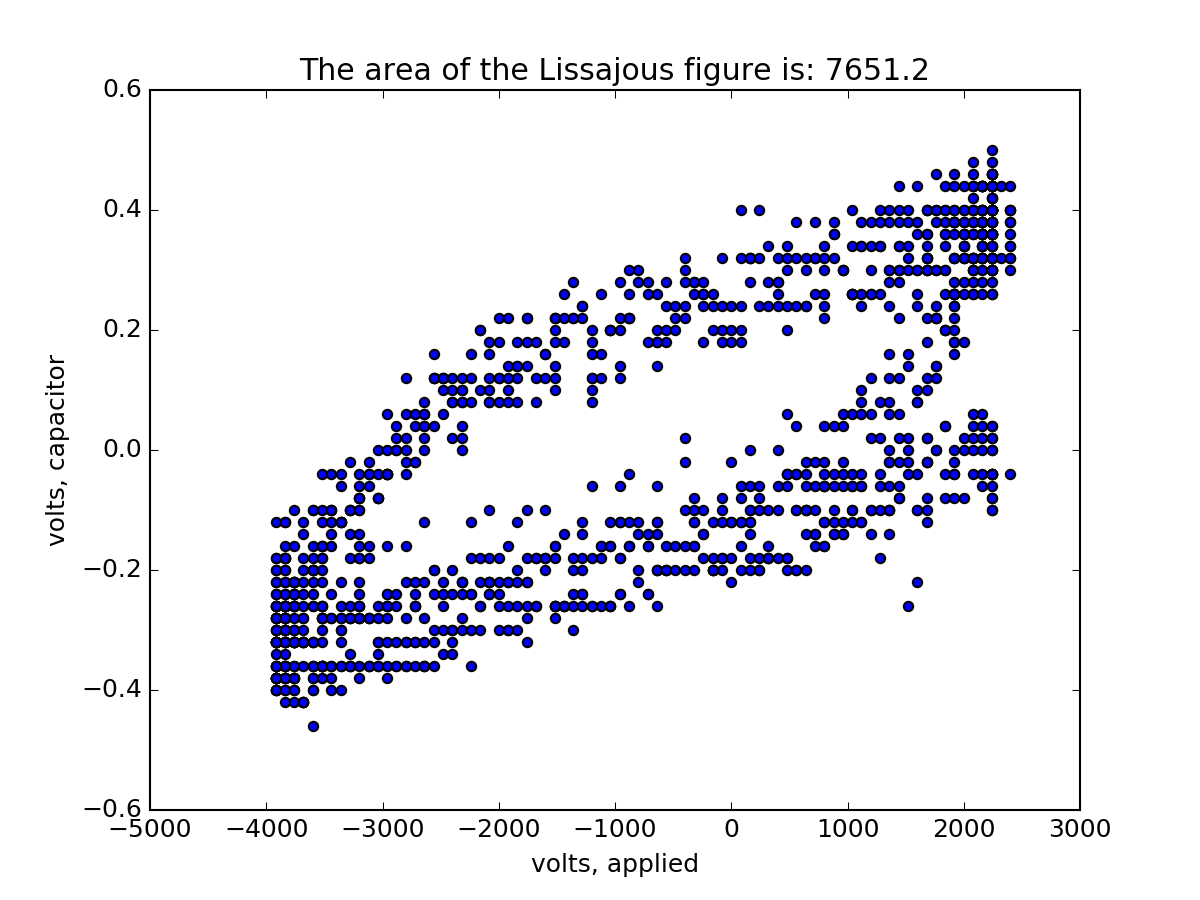 The area of the Lissajous figure is: 7651.2
0.6
0.4
0.2
0.0
−0.2
−0.4
−0.6
volts, capacitor
−5000 −4000 −3000 −2000 −1000 0 1000 2000 3000
volts, applied